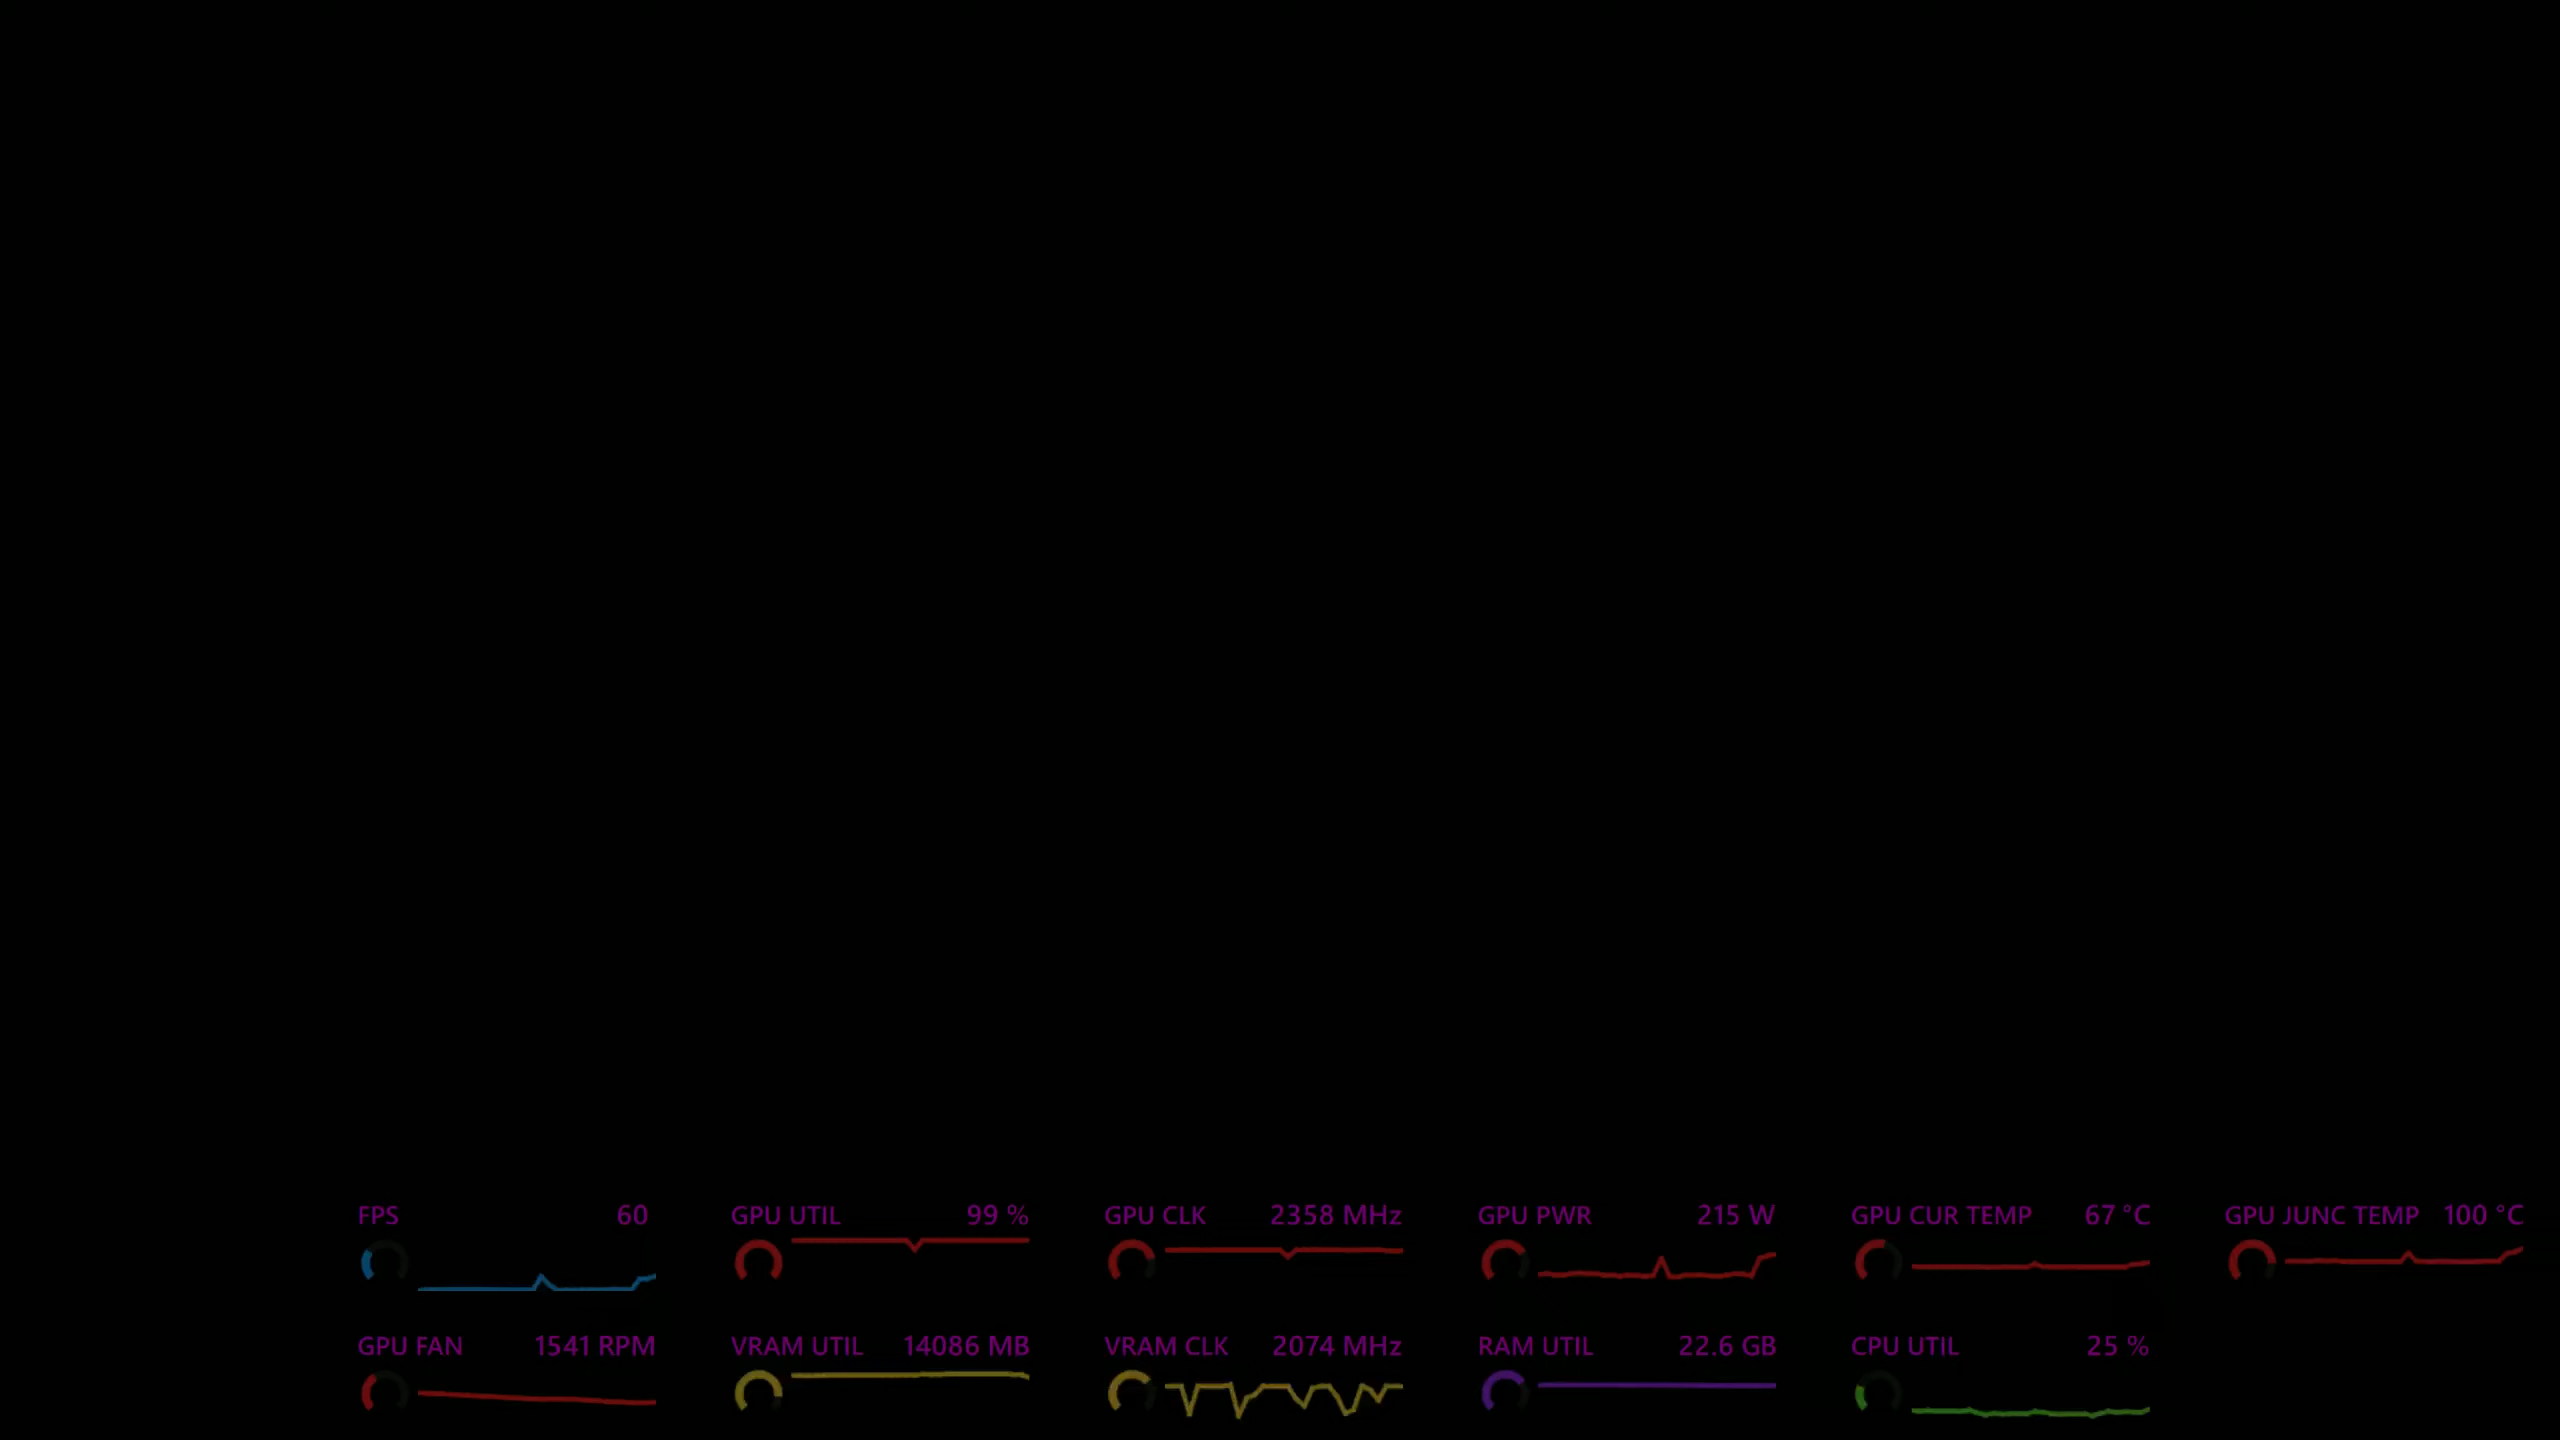 FPS 60 GPU UTIL 99 % GPU CLK 2358 MHz GPU PWR 215 W GPU CUR TEMP 67 °C GPU JUNC TEMP 100 °C
GPU FAN 1541 RPM VRAM UTIL 14086 MB VRAM CLK 2074 MHz RAM UTIL 22.6 GB CPU UTIL 25 %